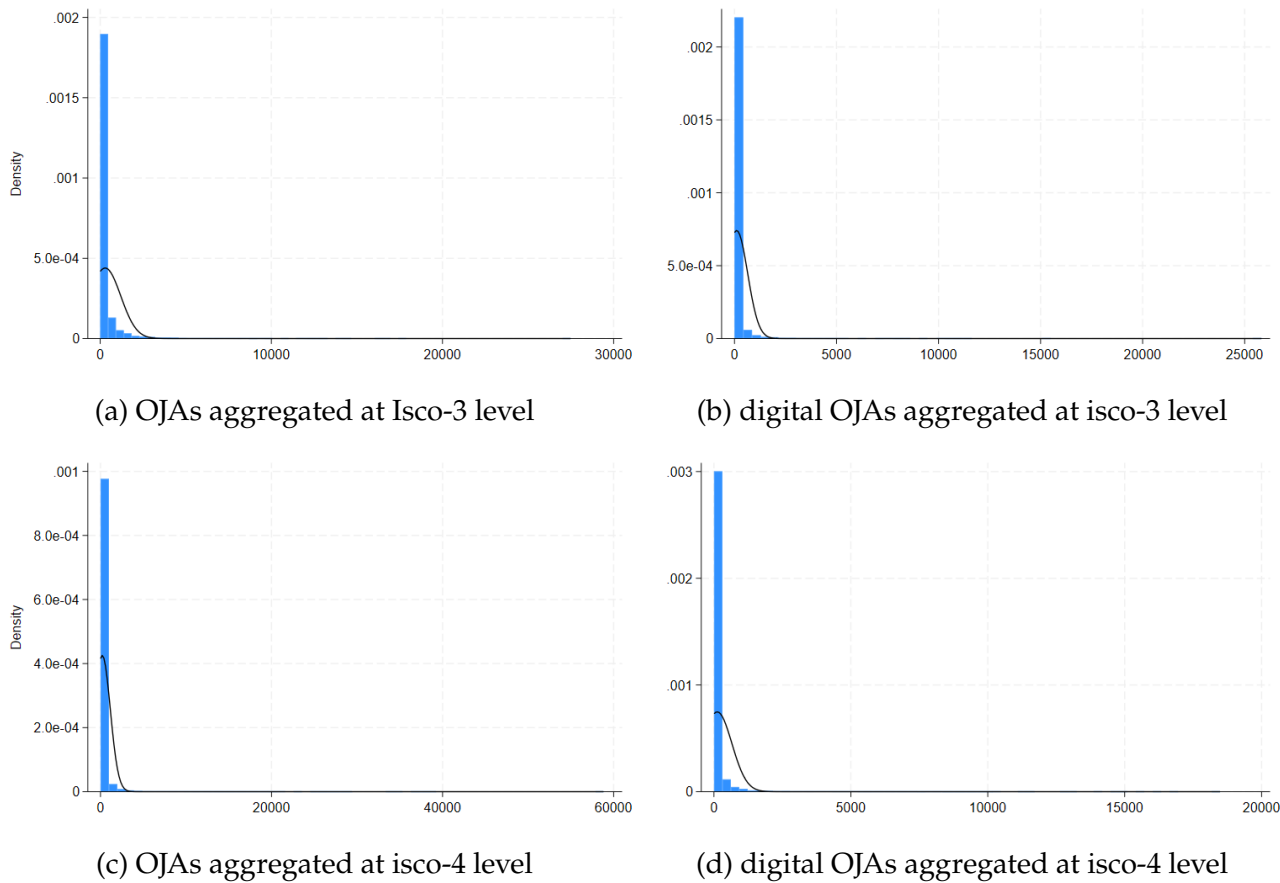 .002
.0015
.001
5.0e-04
0
Density
0 10000 20000 30000
(a) OJAs aggregated at Isco-3 level
.002
.0015
.001
5.0e-04
0
0 5000 10000 15000 20000 25000
(b) digital OJAs aggregated at isco-3 level
.001
8.0e-04
6.0e-04
4.0e-04
2.0e-04
0
Density
0 20000 40000 60000
(c) OJAs aggregated at isco-4 level
.003
.002
.001
0
0 5000 10000 15000 20000
(d) digital OJAs aggregated at isco-4 level